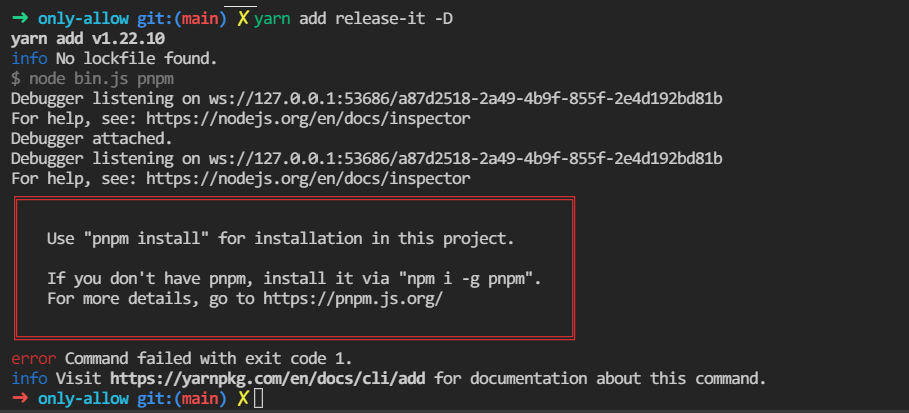 → only-allow git:(main) ✗ yarn add release-it -D
yarn add v1.22.10
info No lockfile found.
$ node bin.js pnpm
Debugger listening on ws://127.0.0.1:53686/a87d2518-2a49-4b9f-855f-2e4d192bd81b
For help, see: https://nodejs.org/en/docs/inspector
Debugger attached.
Debugger listening on ws://127.0.0.1:53686/a87d2518-2a49-4b9f-855f-2e4d192bd81b
For help, see: https://nodejs.org/en/docs/inspector
Use "pnpm install" for installation in this project.
If you don't have pnpm, install it via "npm i -g pnpm".
For more details, go to https://pnpm.js.org/
error Command failed with exit code 1.
info Visit https://yarnpkg.com/en/docs/cli/add for documentation about this command.
→ only-allow git:(main) ✗